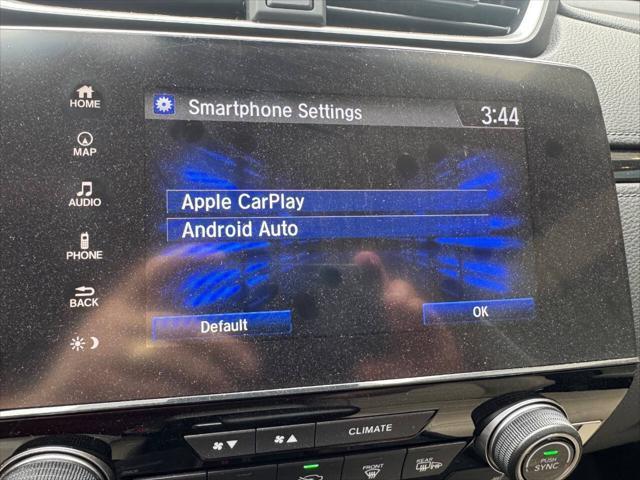 HOME
Smartphone Settings
3:44
MAP
Apple CarPlay
AUDIO
Android Auto
PHONE
BACK
Default
OK
CLIMATE
FRONT
REAR
PUSH
SYNC